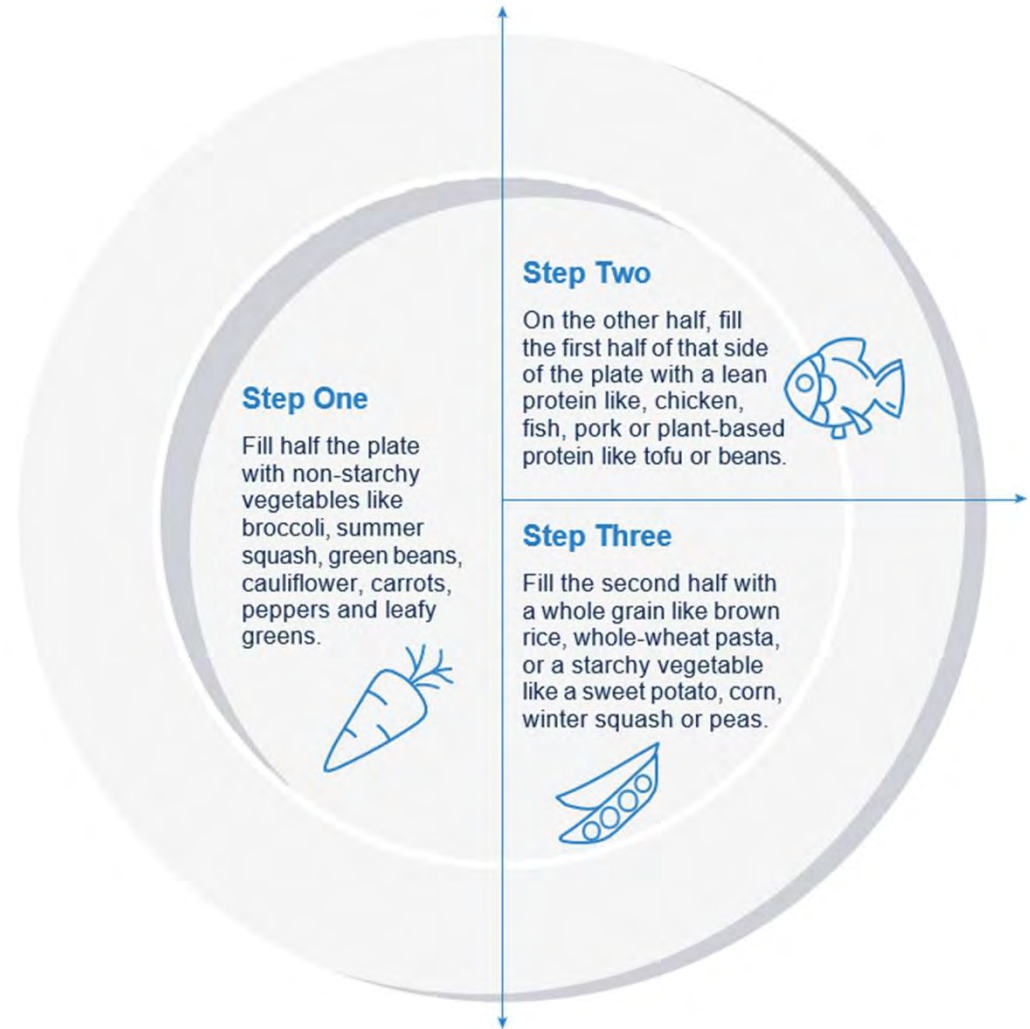 Step One
Fill half the plate
with non-starchy
vegetables like
broccoli, summer
squash, green beans,
cauliflower, carrots,
peppers and leafy
greens.
Step Two
On the other half, fill
the first half of that side
of the plate with a lean
protein like, chicken,
fish, pork or plant-based
protein like tofu or beans.
Step Three
Fill the second half with
a whole grain like brown
rice, whole-wheat pasta,
or a starchy vegetable
like a sweet potato, corn,
winter squash or peas.